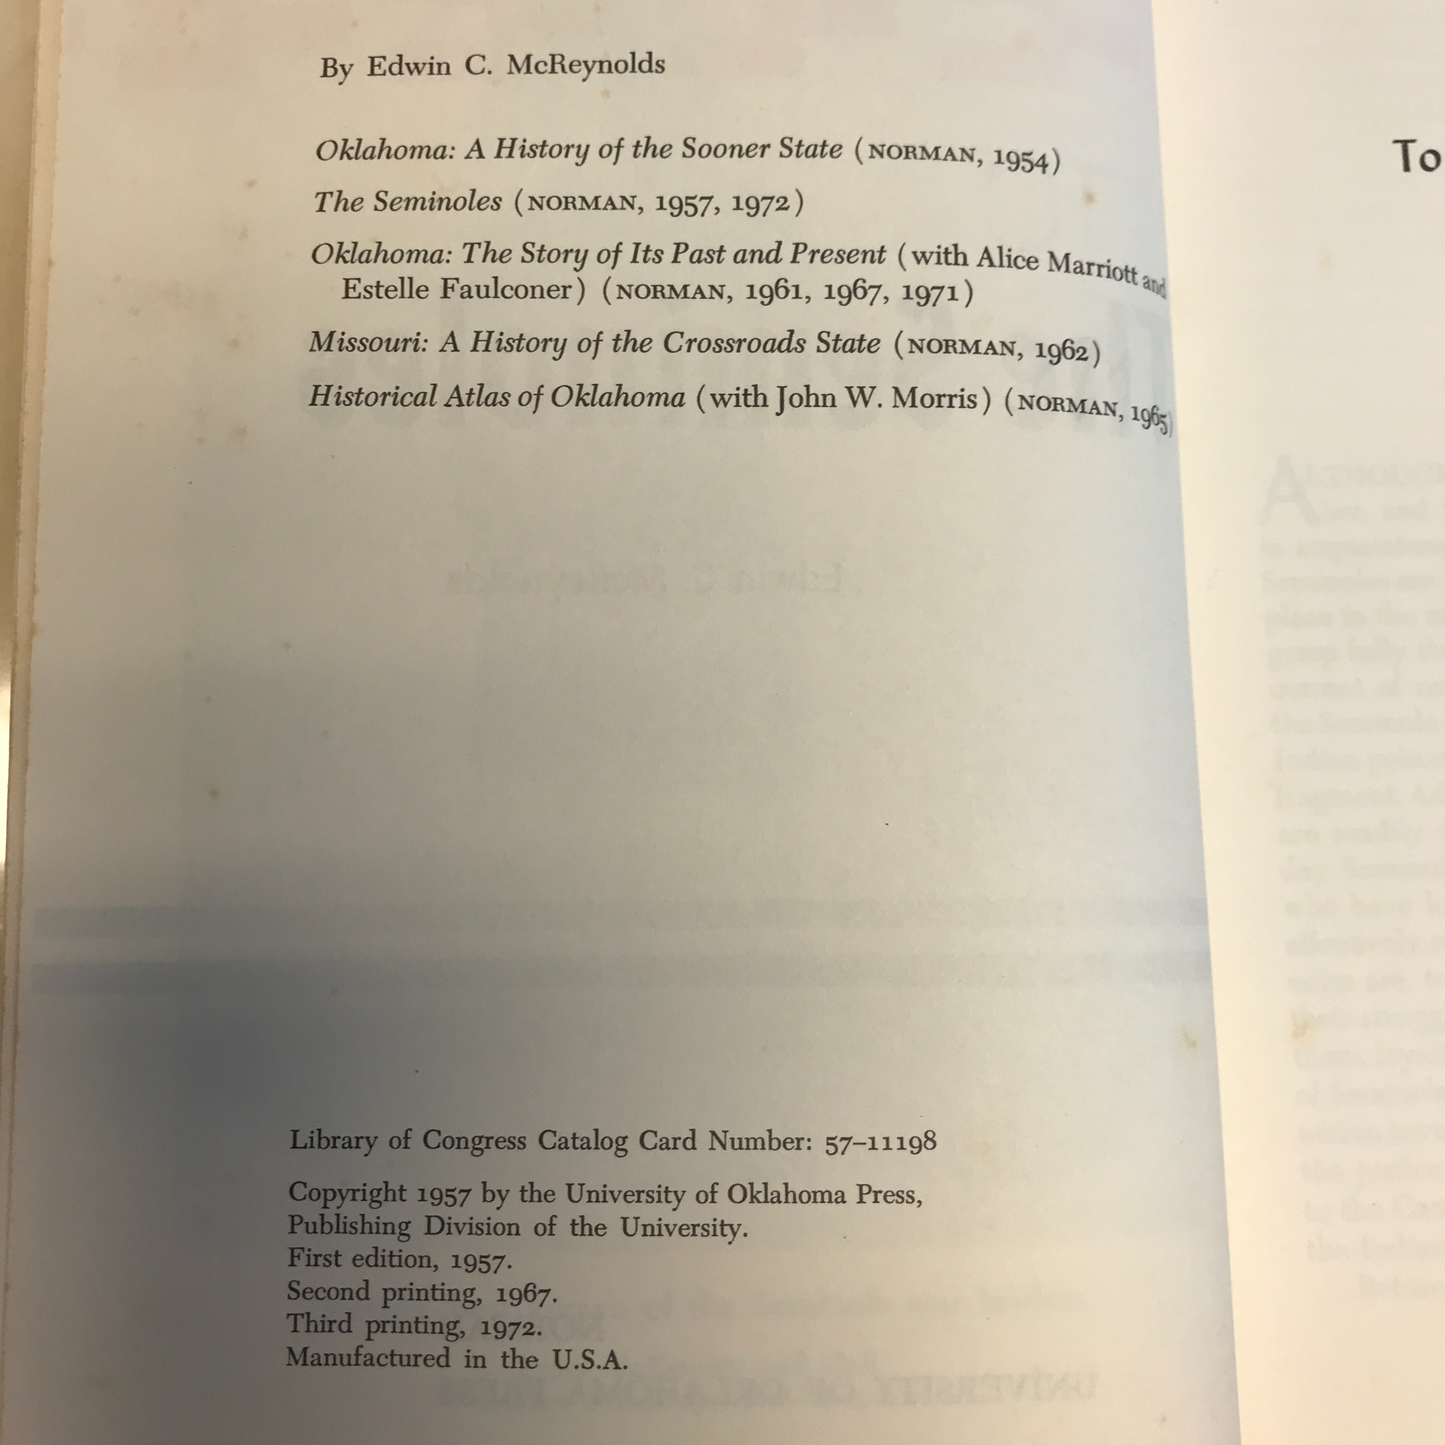 By Edwin C. McReynolds
Oklahoma: A History of the Sooner State (NORMAN, 1954)
The Seminoles (NORMAN, 1957, 1972)
Oklahoma: The Story of Its Past and Present (with Alice Marriott and
Estelle Faulconer) (NORMAN, 1961, 1967, 1971)
Missouri: A History of the Crossroads State (NORMAN, 1962)
Historical Atlas of Oklahoma (with John W. Morris) (NORMAN, 1965)
Library of Congress Catalog Card Number: 57–11198
Copyright 1957 by the University of Oklahoma Press,
Publishing Division of the University.
First edition, 1957.
Second printing, 1967.
Third printing, 1972.
Manufactured in the U.S.A.
To